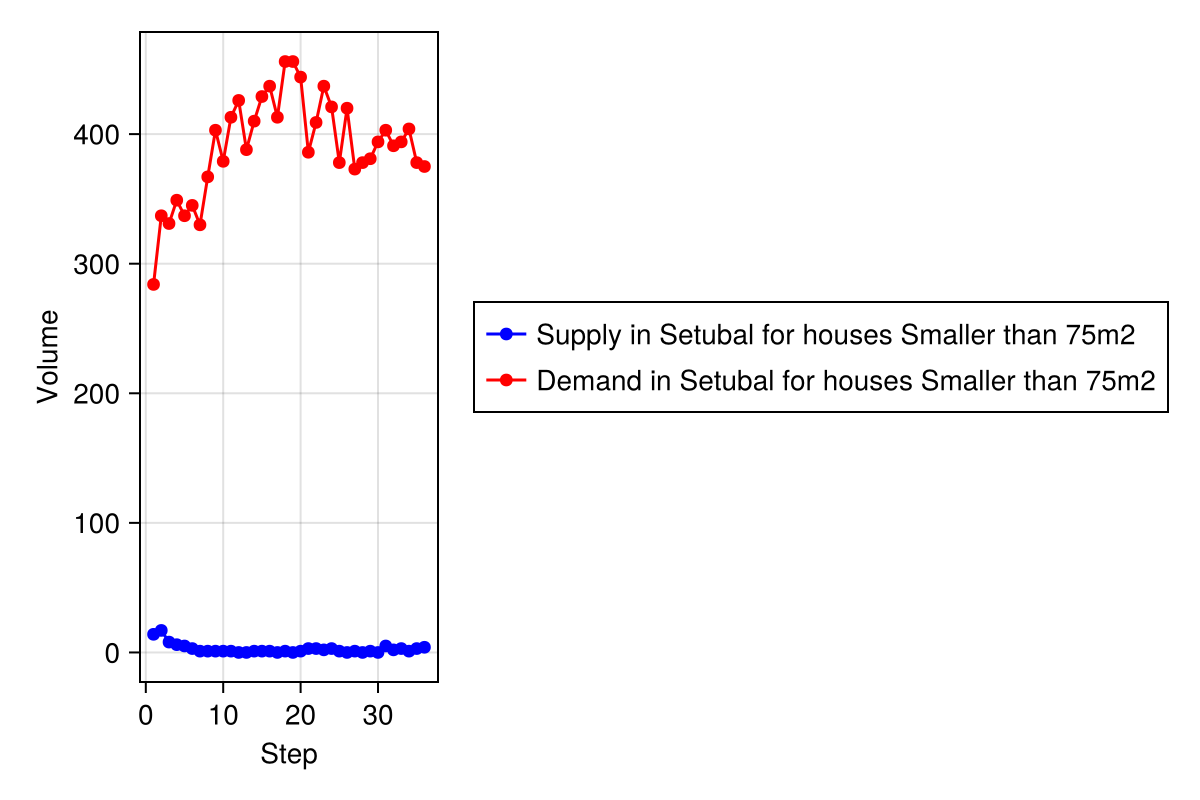 Volume
400
300
200
100
0
0 10 20 30
Step
Supply in Setubal for houses Smaller than 75m2
Demand in Setubal for houses Smaller than 75m2